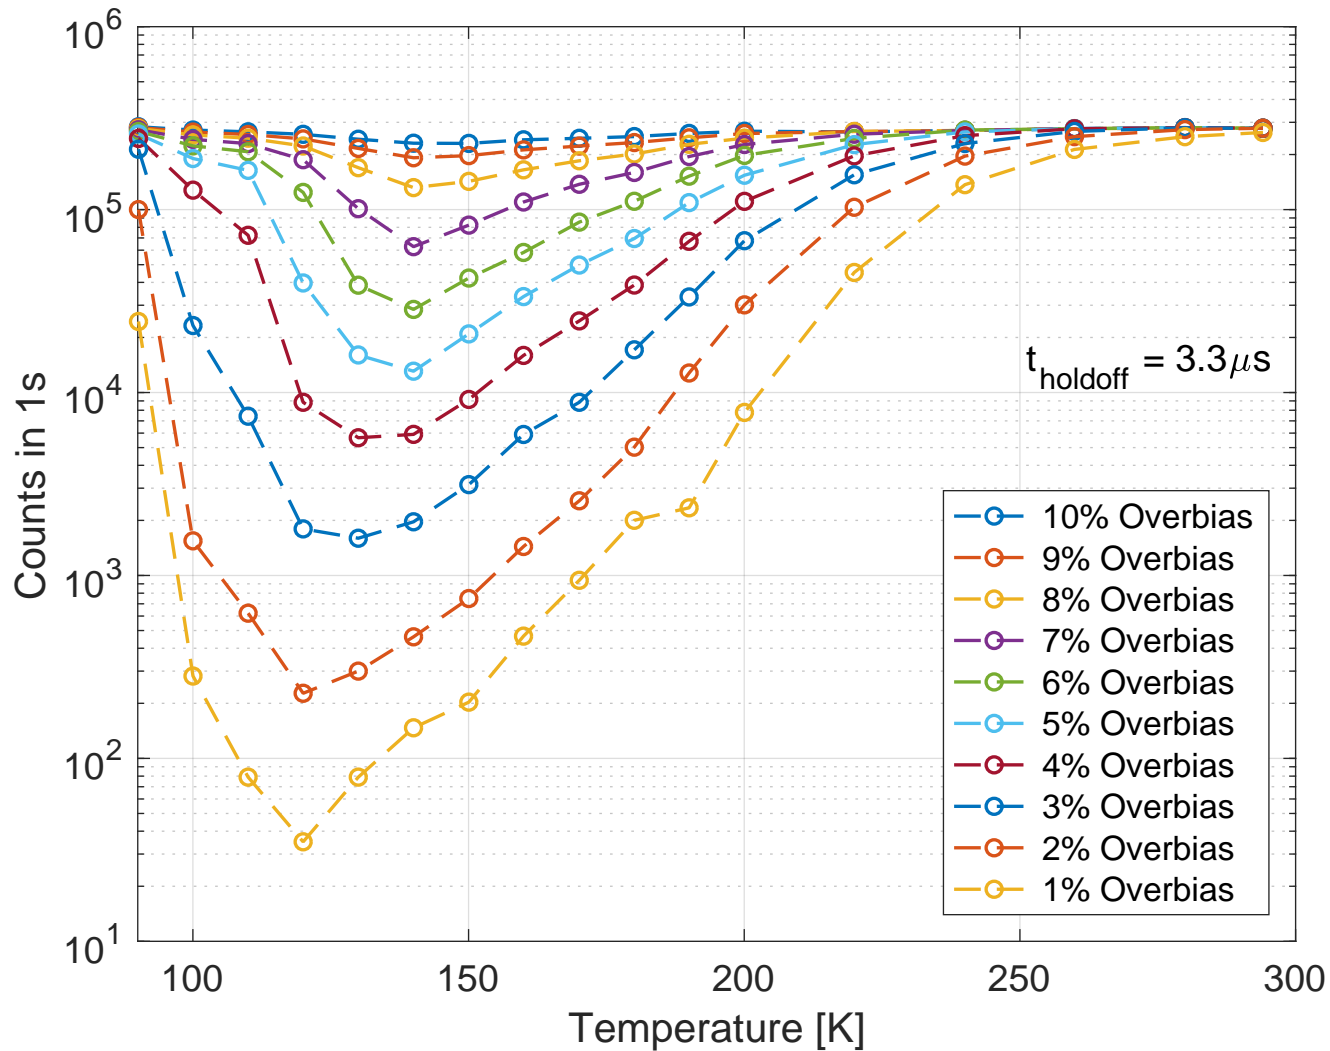 10^6
10^5
10^4
10^3
10^2
10^1
Counts in 1s
t_holdoff = 3.3μs
10% Overbias
9% Overbias
8% Overbias
7% Overbias
6% Overbias
5% Overbias
4% Overbias
3% Overbias
2% Overbias
1% Overbias
100 150 200 250 300
Temperature [K]